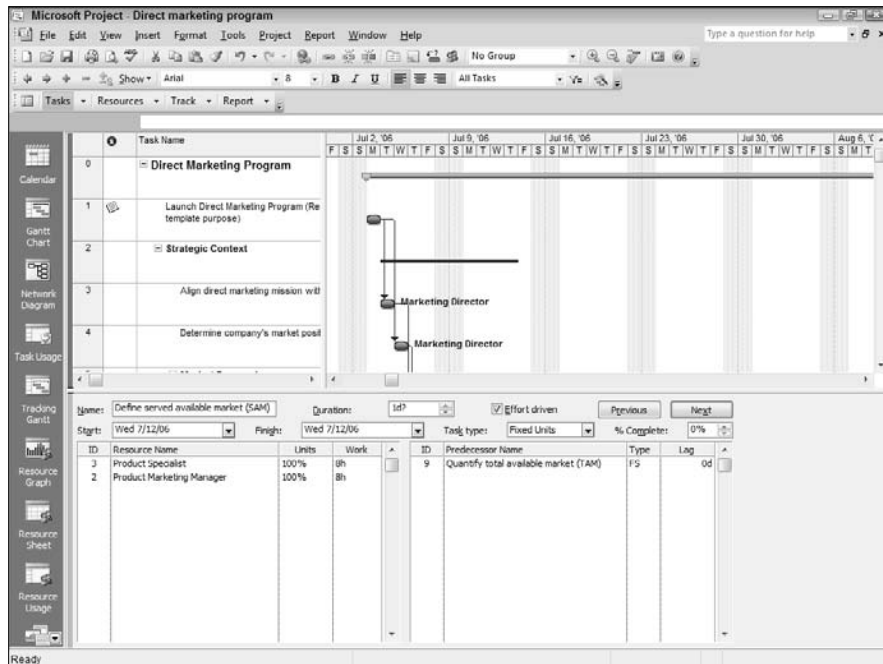 Microsoft Project - Direct marketing program
File Edit View Insert Format Tools Project Report Window Help Type a question for help
No Group
Show Arial 8 B I U All Tasks
Tasks Resources Track Report
Task Name Jul 2, '06 Jul 9, '06 Jul 16, '06 Jul 23, '06 Jul 30, '06 Aug 6, '0
F S S M T W T F S S M T W T F S S M T W T F S S M T W T F S S M T W T F S S M T
Calendar
0 Direct Marketing Program
1 Launch Direct Marketing Program (Re
template purpose)
Gantt
Chart
2 Strategic Context
Network
Diagram
3 Align direct marketing mission with Marketing Director
4 Determine company's market posit Marketing Director
Task Usage
Tracking
Gantt
Name: Define served available market (SAM) Duration: 1d? Effort driven Previous Next
Start: Wed 7/12/06 Finish: Wed 7/12/06 Task type: Fixed Units % Complete: 0%
ID Resource Name Units Work ID Predecessor Name Type Lag
3 Product Specialist 100% 8h 9 Quantify total available market (TAM) FS 0d
2 Product Marketing Manager 100% 8h
Resource
Graph
Resource
Sheet
Resource
Usage
Ready